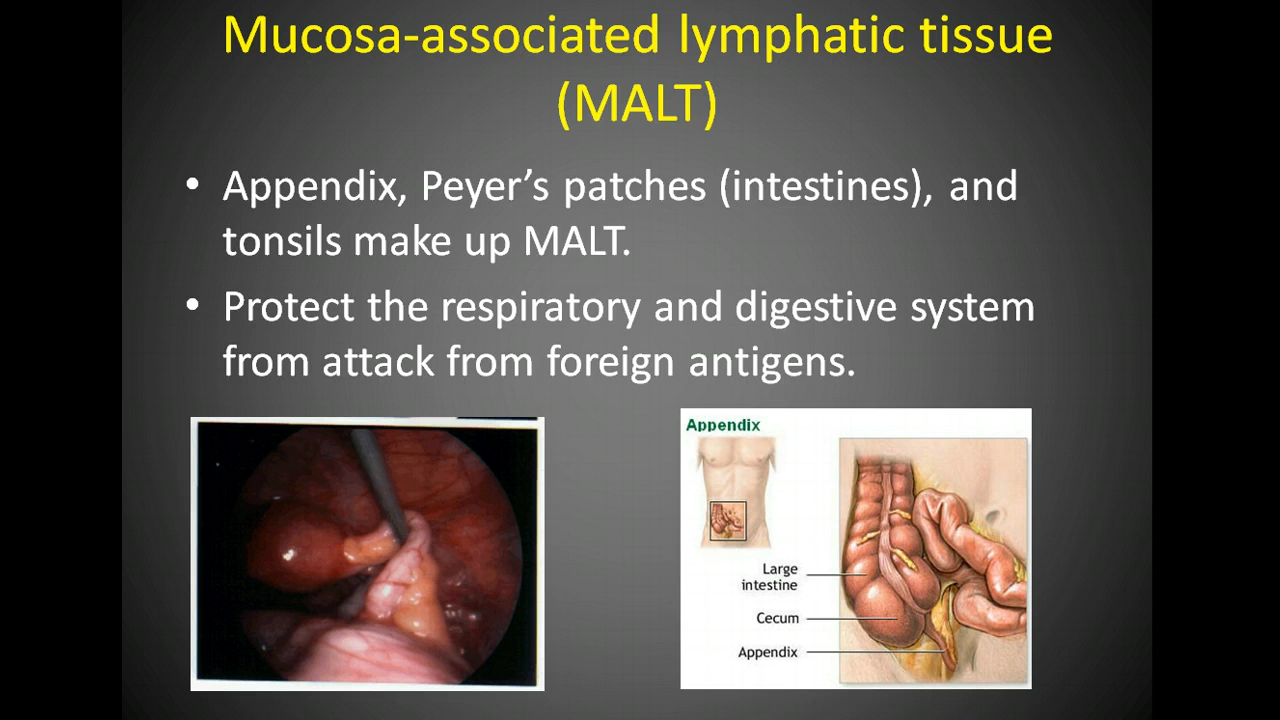 Mucosa-associated lymphatic tissue
(MALT)
• Appendix, Peyer’s patches (intestines), and
tonsils make up MALT.
• Protect the respiratory and digestive system
from attack from foreign antigens.
Appendix
Large
intestine
Cecum
Appendix